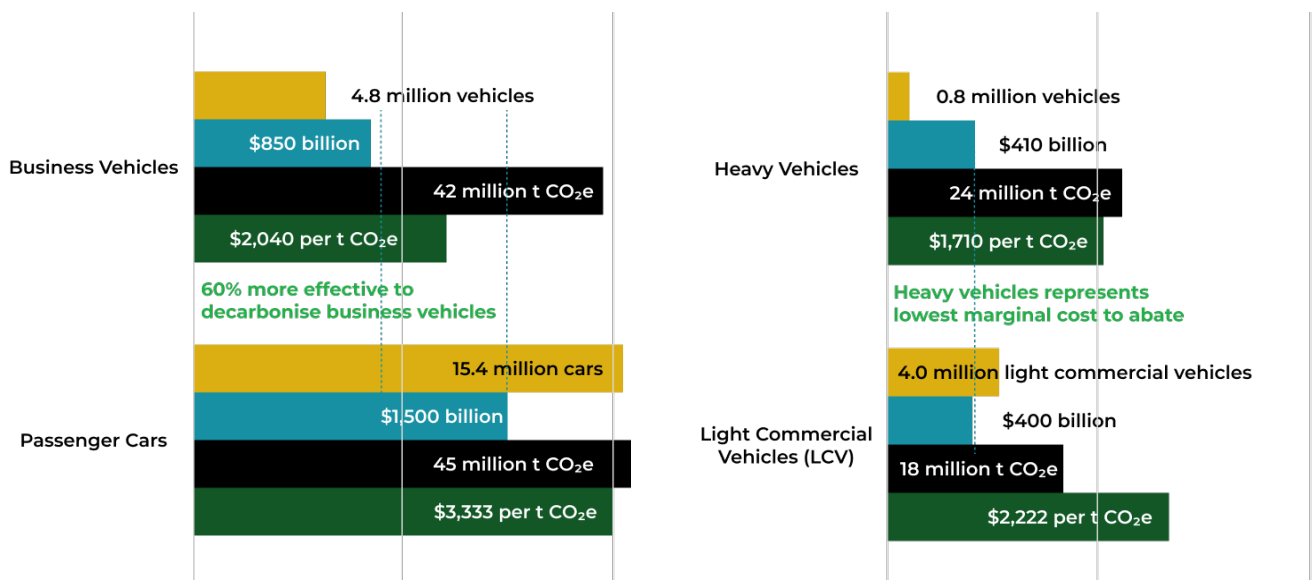 4.8 million vehicles
$850 billion
Business Vehicles
42 million t CO₂e
$2,040 per t CO₂e
60% more effective to
decarbonise business vehicles
15.4 million cars
$1,500 billion
Passenger Cars
45 million t CO₂e
$3,333 per t CO₂e
0.8 million vehicles
$410 billion
Heavy Vehicles
24 million t CO₂e
$1,710 per t CO₂e
Heavy vehicles represents
lowest marginal cost to abate
4.0 million light commercial vehicles
$400 billion
Light Commercial
Vehicles (LCV)
18 million t CO₂e
$2,222 per t CO₂e